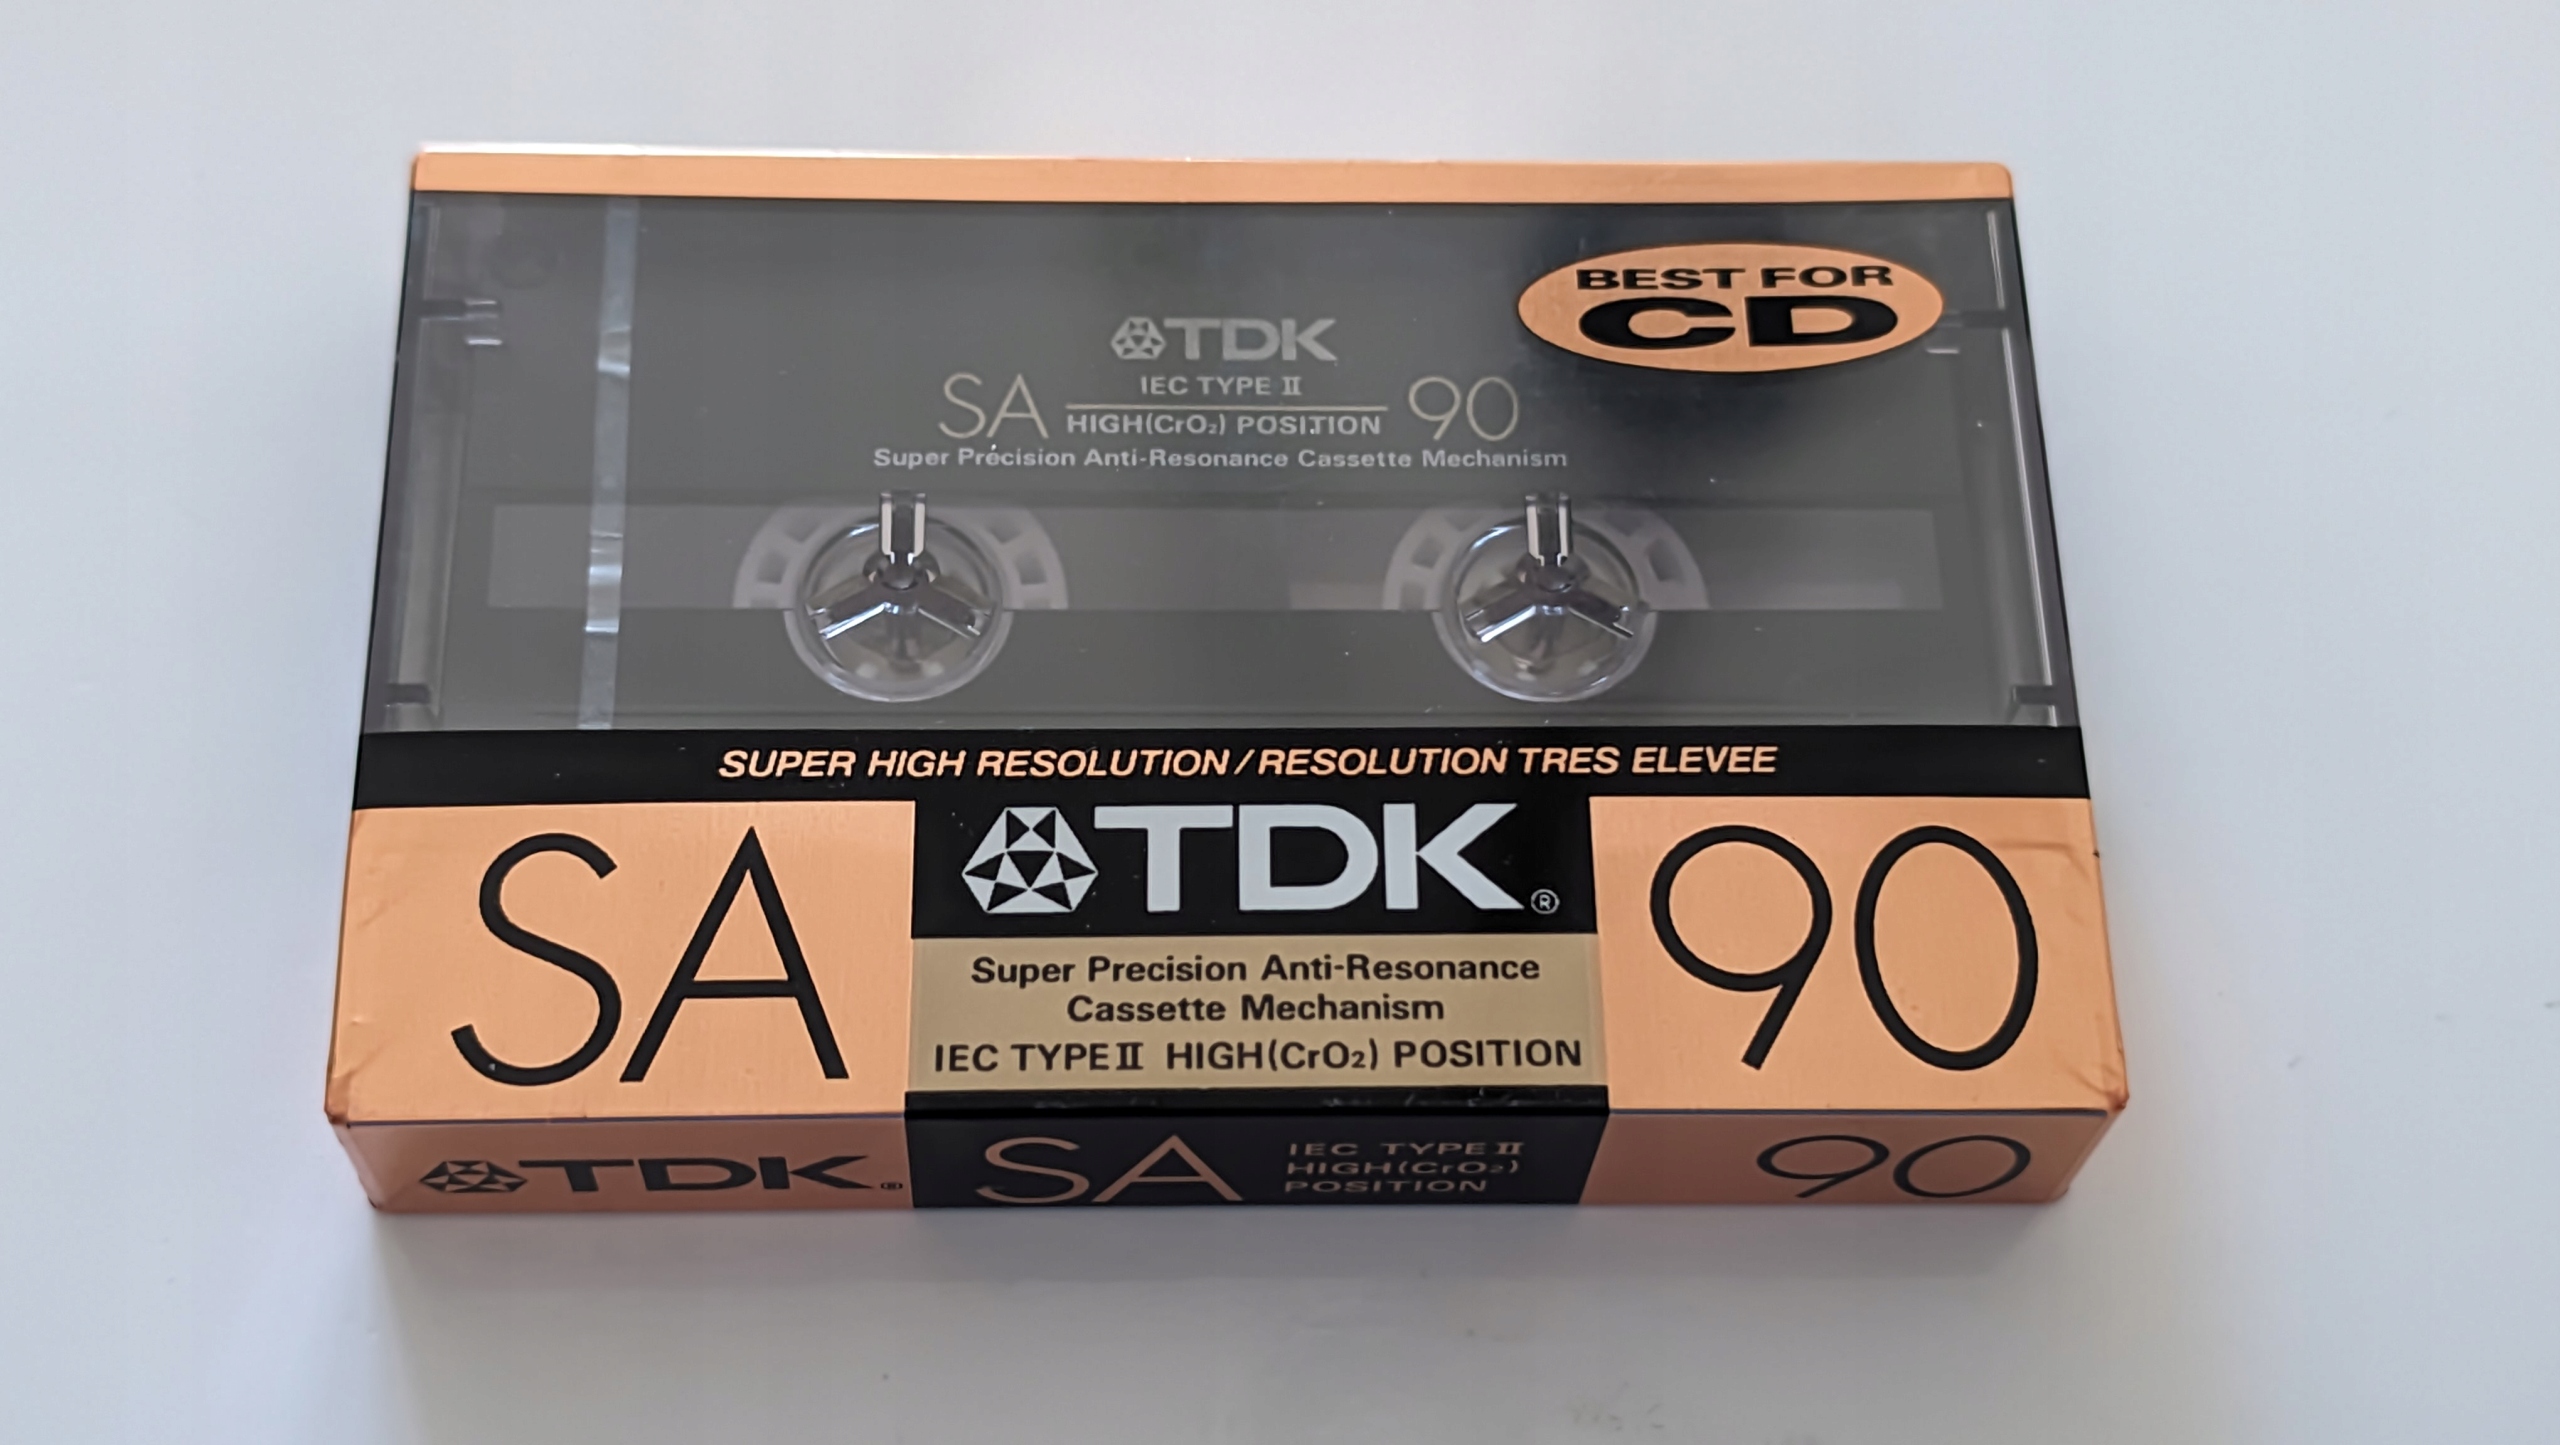 BEST FOR
CD
TDK
SA IEC TYPE II 90
HIGH(CrO₂) POSITION
Super Precision Anti-Resonance Cassette Mechanism
SUPER HIGH RESOLUTION/RESOLUTION TRES ELEVEE
SA TDK® 90
Super Precision Anti-Resonance
Cassette Mechanism
IEC TYPE II HIGH(CrO₂) POSITION
TDK® SA IEC TYPE II 90
HIGH(CrO₂)
POSITION